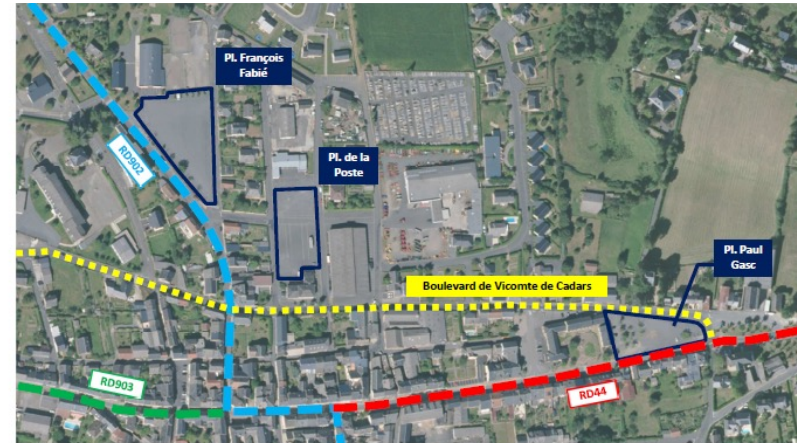 Pl. François
Fabié
RD902
Pl. de la
Poste
Pl. Paul
Gasc
Boulevard de Vicomte de Cadars
RD903
RD44